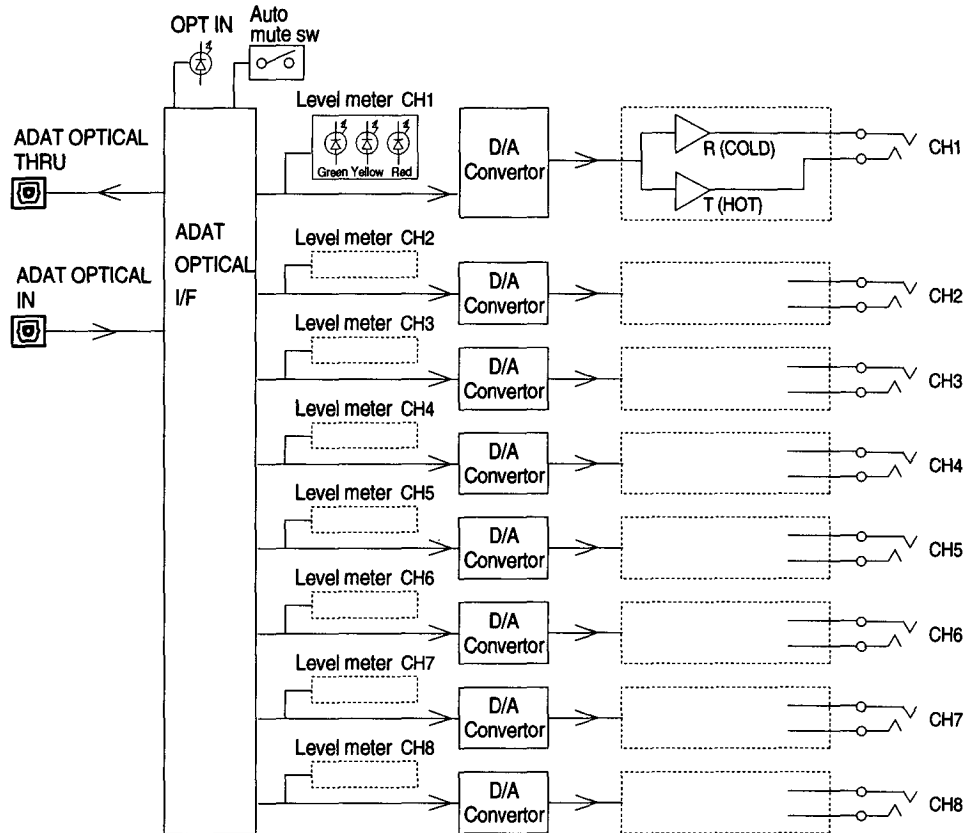 OPT IN
Auto
mute sw
Level meter CH1
Green Yellow Red
ADAT OPTICAL
THRU
D/A
Convertor
R (COLD)
T (HOT)
CH1
ADAT
OPTICAL
I/F
ADAT OPTICAL
IN
Level meter CH2
D/A
Convertor
CH2
Level meter CH3
D/A
Convertor
CH3
Level meter CH4
D/A
Convertor
CH4
Level meter CH5
D/A
Convertor
CH5
Level meter CH6
D/A
Convertor
CH6
Level meter CH7
D/A
Convertor
CH7
Level meter CH8
D/A
Convertor
CH8